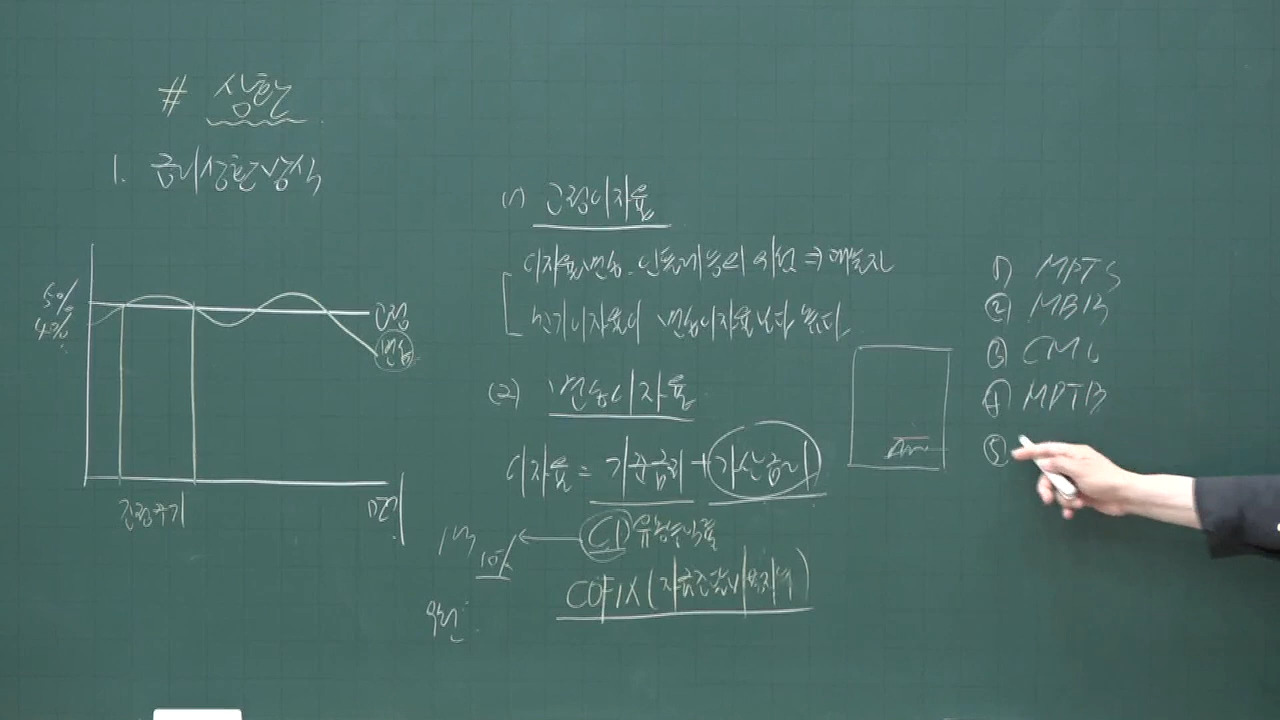 # 상환
1. 금리상환방식
5%
4%
고정
변동
조정주기
만기
(1) 고정이자율
이자율변동, 인플레 등의 위험 ⇒ 대출자
초기이자율이 변동이자율보다 높다.
(2) 변동이자율
이자율 = 기준금리 + 가산금리
1억 10% ← CD 유통수익률
COFIX (자금조달비용지수)
1) MPTS
② MBB
③ CMO
④ MPTB
⑤